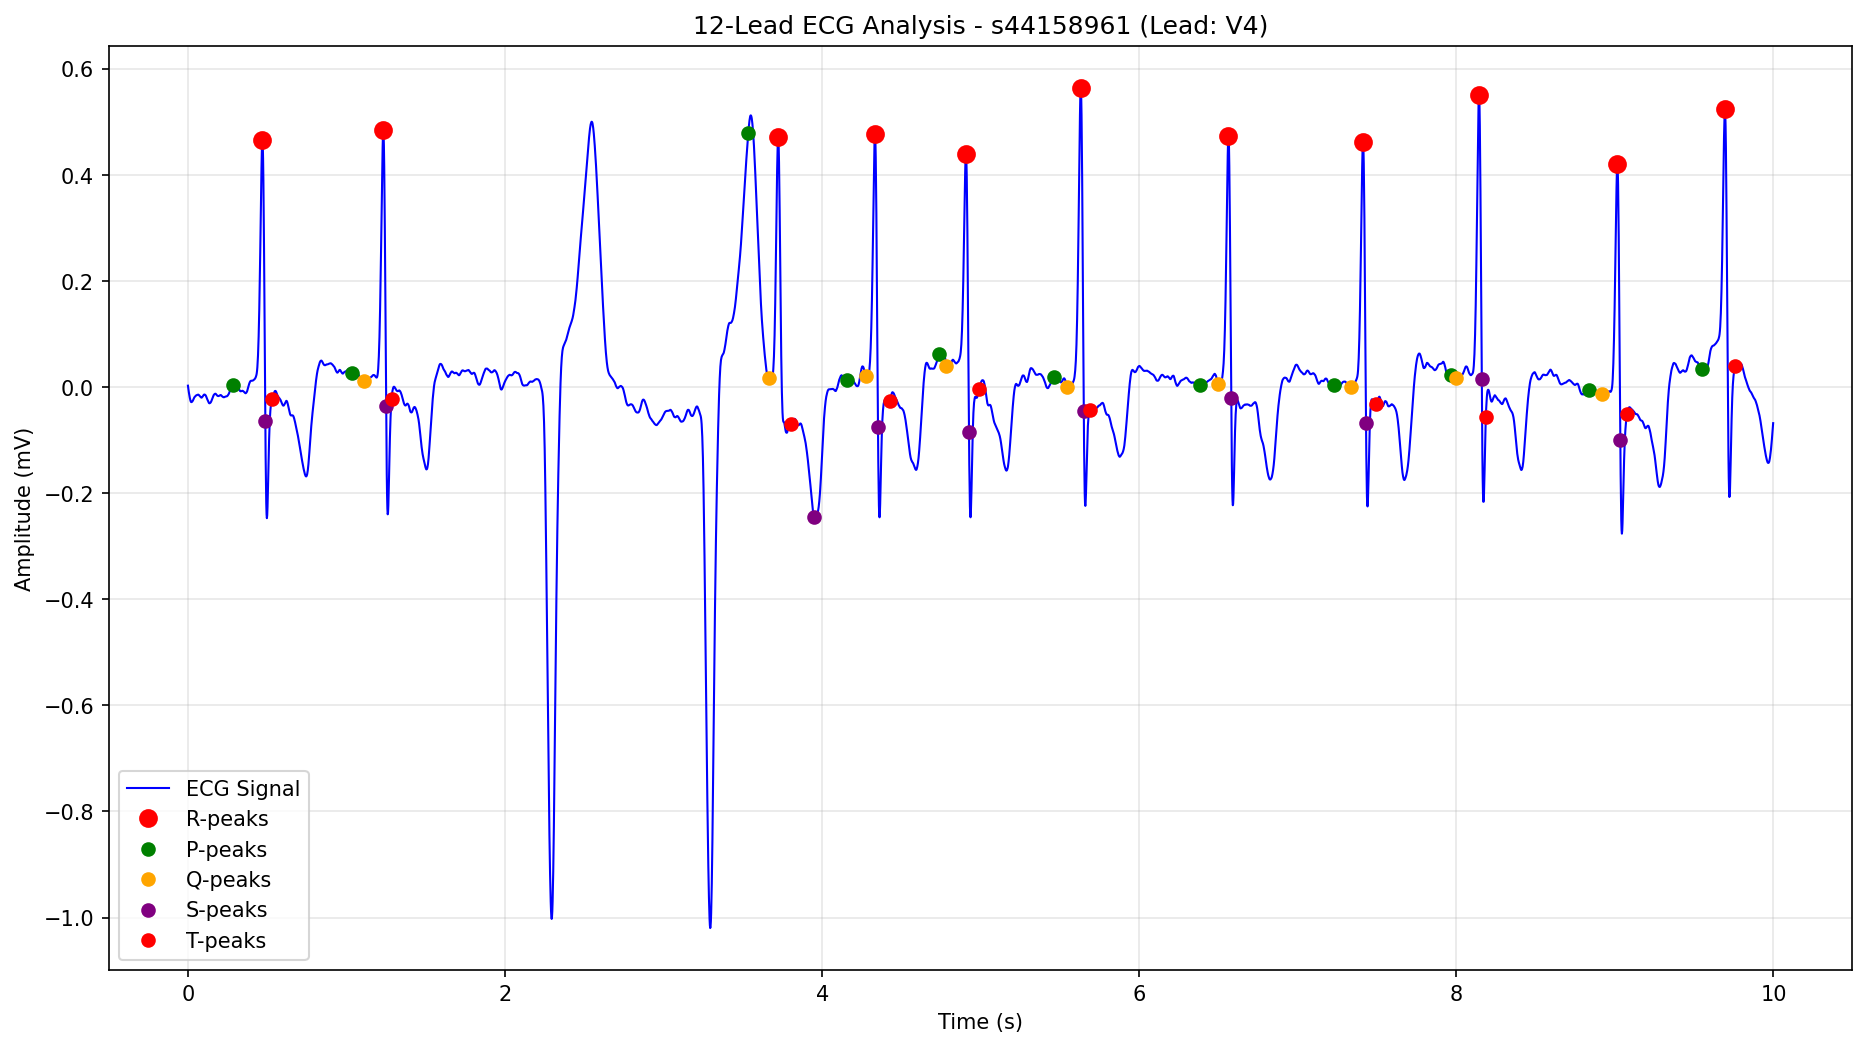 12-Lead ECG Analysis - s44158961 (Lead: V4)
0.6
0.4
0.2
0.0
−0.2
−0.4
−0.6
−0.8
−1.0
Amplitude (mV)
ECG Signal
R-peaks
P-peaks
Q-peaks
S-peaks
T-peaks
0 2 4 6 8 10
Time (s)